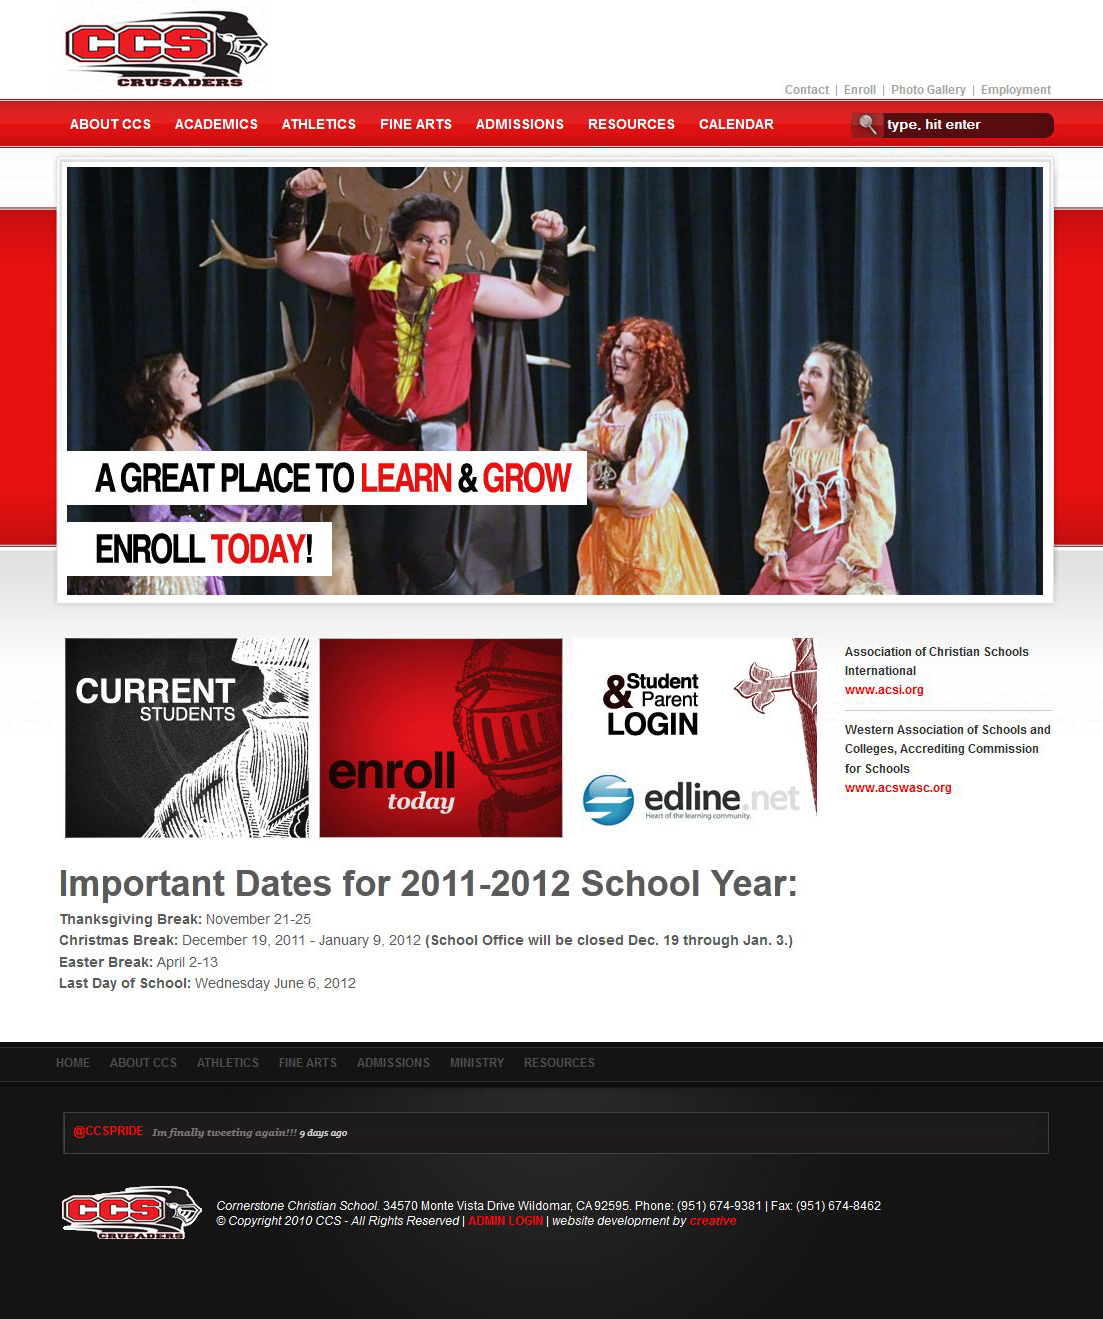 CCS
CRUSADERS
Contact | Enroll | Photo Gallery | Employment
ABOUT CCS ACADEMICS ATHLETICS FINE ARTS ADMISSIONS RESOURCES CALENDAR
type, hit enter
A GREAT PLACE TO LEARN & GROW
ENROLL TODAY!
CURRENT
STUDENTS
enroll
today
Student
& Parent
LOGIN
edline.net
Heart of the learning community.
Association of Christian Schools
International
www.acsi.org
Western Association of Schools and
Colleges, Accrediting Commission
for Schools
www.acswasc.org
Important Dates for 2011-2012 School Year:
Thanksgiving Break: November 21-25
Christmas Break: December 19, 2011 - January 9, 2012 (School Office will be closed Dec. 19 through Jan. 3.)
Easter Break: April 2-13
Last Day of School: Wednesday June 6, 2012
HOME ABOUT CCS ATHLETICS FINE ARTS ADMISSIONS MINISTRY RESOURCES
@CCSPRIDE Im finally tweeting again!!! 9 days ago
CCS
CRUSADERS
Cornerstone Christian School. 34570 Monte Vista Drive Wildomar, CA 92595. Phone: (951) 674-9381 | Fax: (951) 674-8462
© Copyright 2010 CCS - All Rights Reserved | ADMIN LOGIN | website development by creative